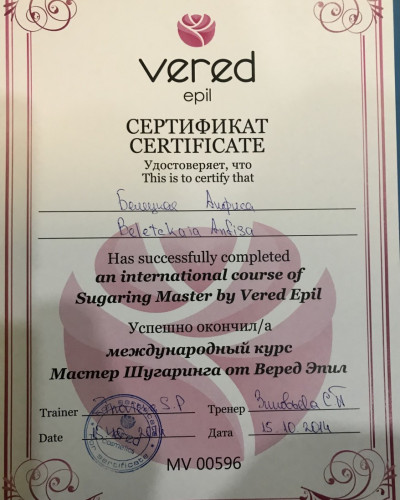 vered
epil
СЕРТИФИКАТ
CERTIFICATE
Удостоверяет, что
This is to certify that
Белецкая Анфиса
Beletskaia Anfisa
Has successfully completed
an international course of
Sugaring Master by Vered Epil
Успешно окончил/а
международный курс
Мастер Шугаринга от Веред Эпил
Trainer S.P Тренер С П
Date Дата 15 10 2014
vered
certificate
MV 00596